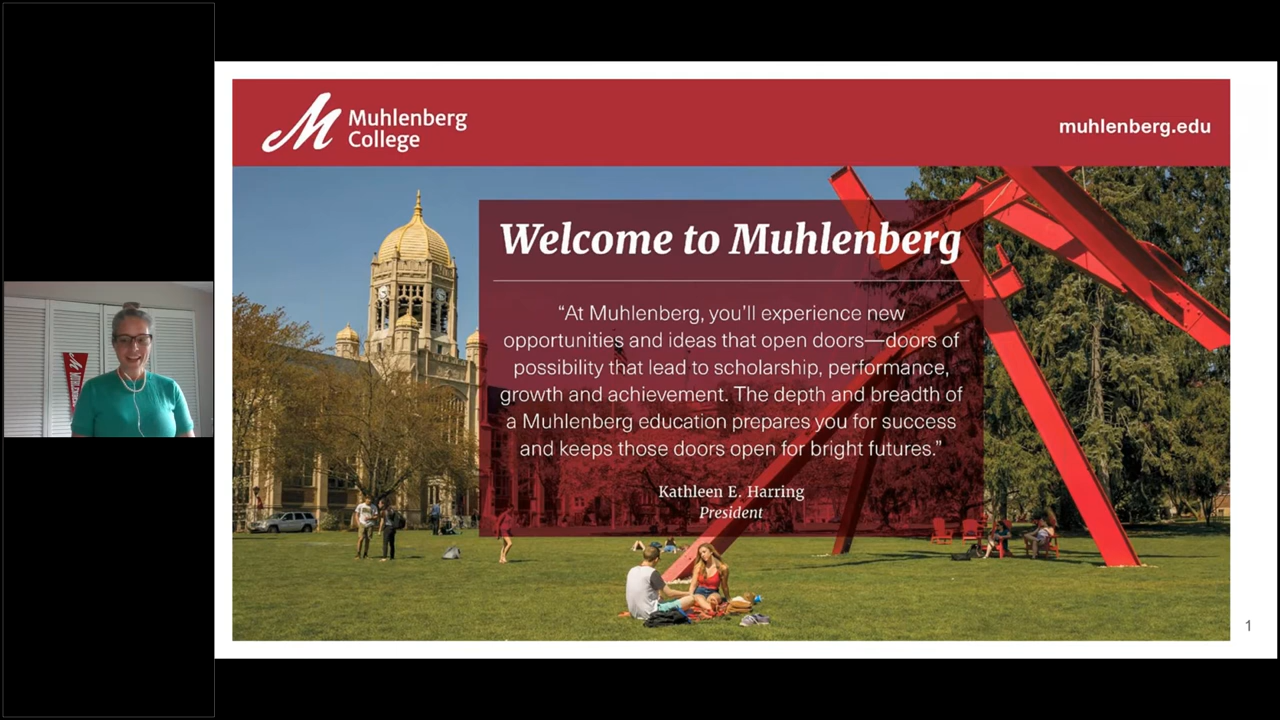 Muhlenberg
College
muhlenberg.edu
Welcome to Muhlenberg
“At Muhlenberg, you’ll experience new
opportunities and ideas that open doors—doors of
possibility that lead to scholarship, performance,
growth and achievement. The depth and breadth of
a Muhlenberg education prepares you for success
and keeps those doors open for bright futures.”
Kathleen E. Harring
President
1